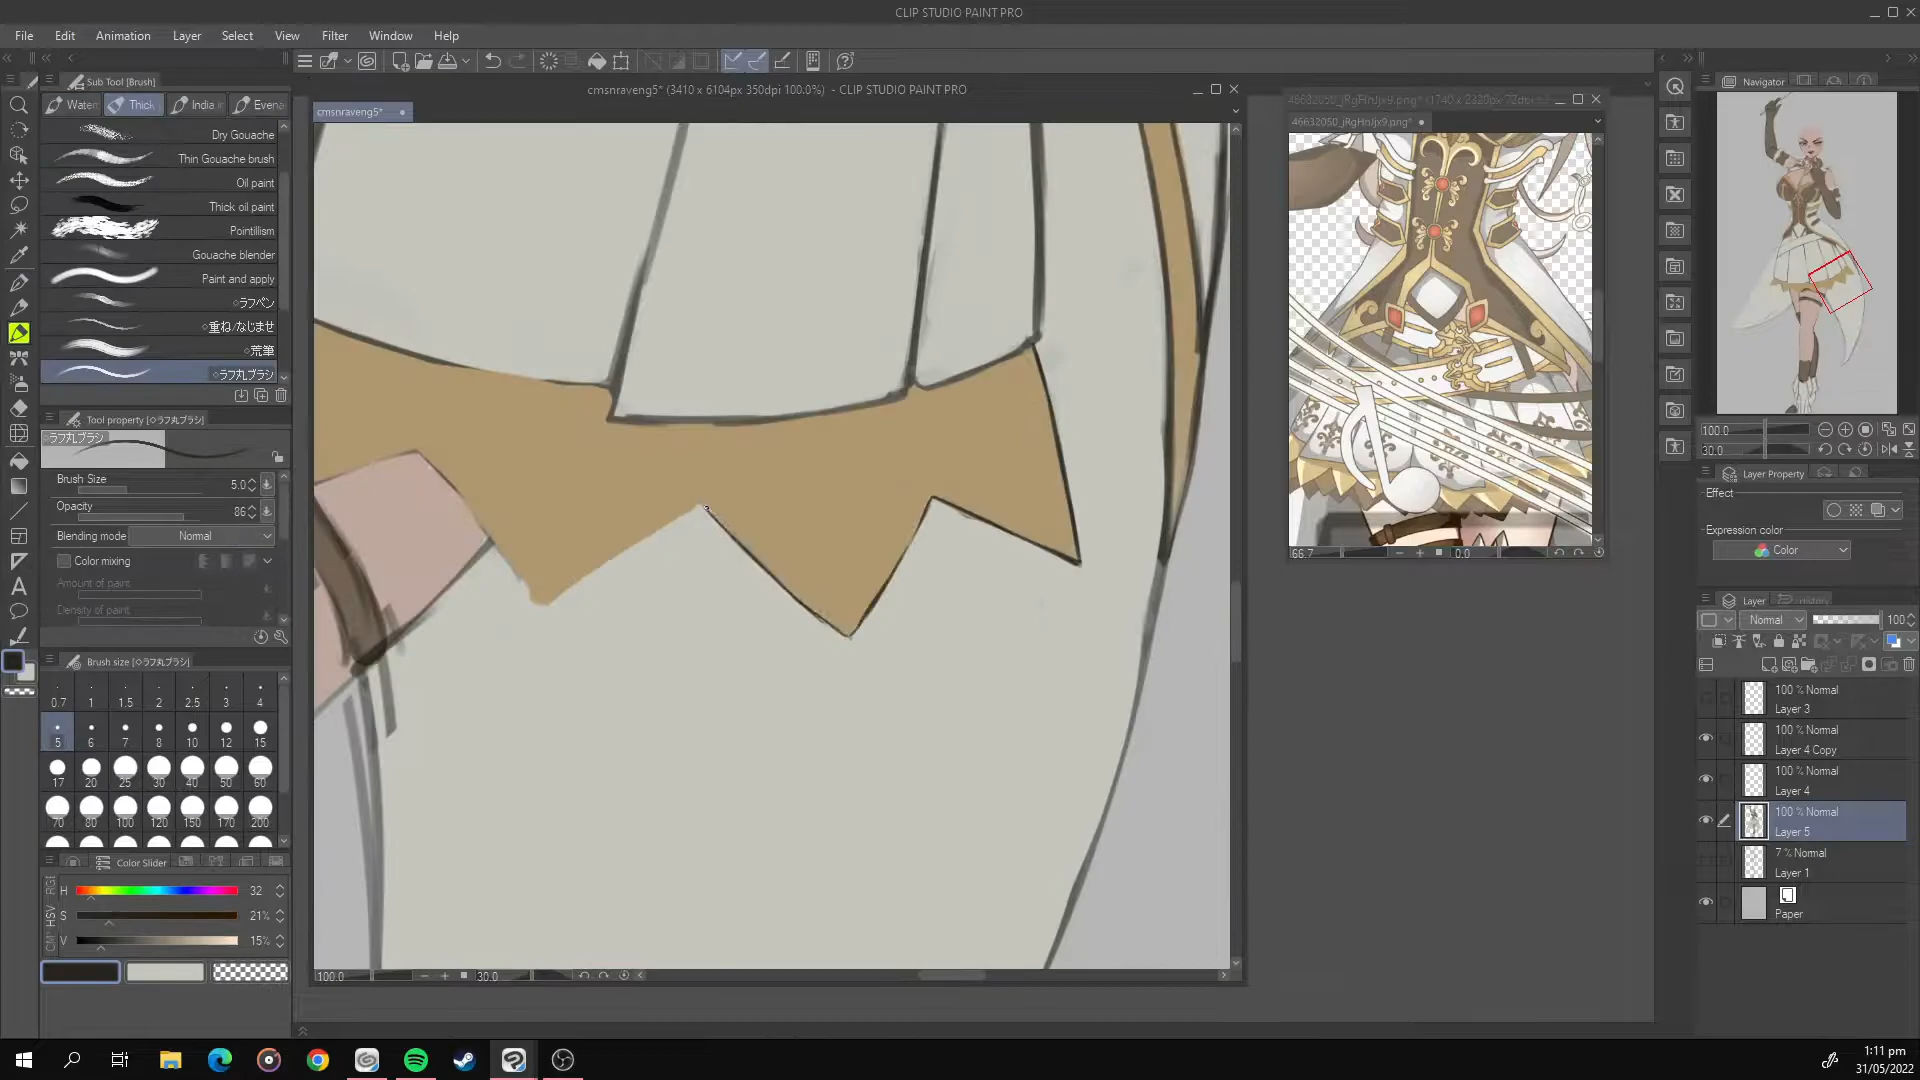 CLIP STUDIO PAINT PRO
File Edit Animation Layer Select View Filter Window Help
Sub Tool [Brush]
Thick
India
Dry Gouache
Thin Gouache brush
Oil paint
Thick oil paint
Pointillism
Gouache blender
Paint and apply
◇ラフペン
◇重ね/なじませ
◇荒筆
◇ラフ丸ブラシ
Tool property [◇ラフ丸ブラシ]
◇ラフ丸ブラシ
Brush Size 5.0
Opacity 86
Blending mode Normal
Color mixing
Amount of paint
Density of paint
Brush size [◇ラフ丸ブラシ]
0.7 1 1.5 2 2.5 3 4
5 6 7 8 10 12 15
17 20 25 30 40 50 60
70 80 100 120 150 170 200
Color Slider
H 32
S 21%
V 15%
HSV
cmsnraveng5* (3410 x 6104px 350dpi 100.0%) - CLIP STUDIO PAINT PRO
cmsnraveng5*
100.0 30.0
66.7 0.0
Navigator
100.0
30.0
Layer Property
Effect
Expression color
Color
Layer
Normal 100
100 % Normal
Layer 3
100 % Normal
Layer 4 Copy
100 % Normal
Layer 4
100 % Normal
Layer 5
7 % Normal
Layer 1
Paper
1:11 pm
31/05/2022